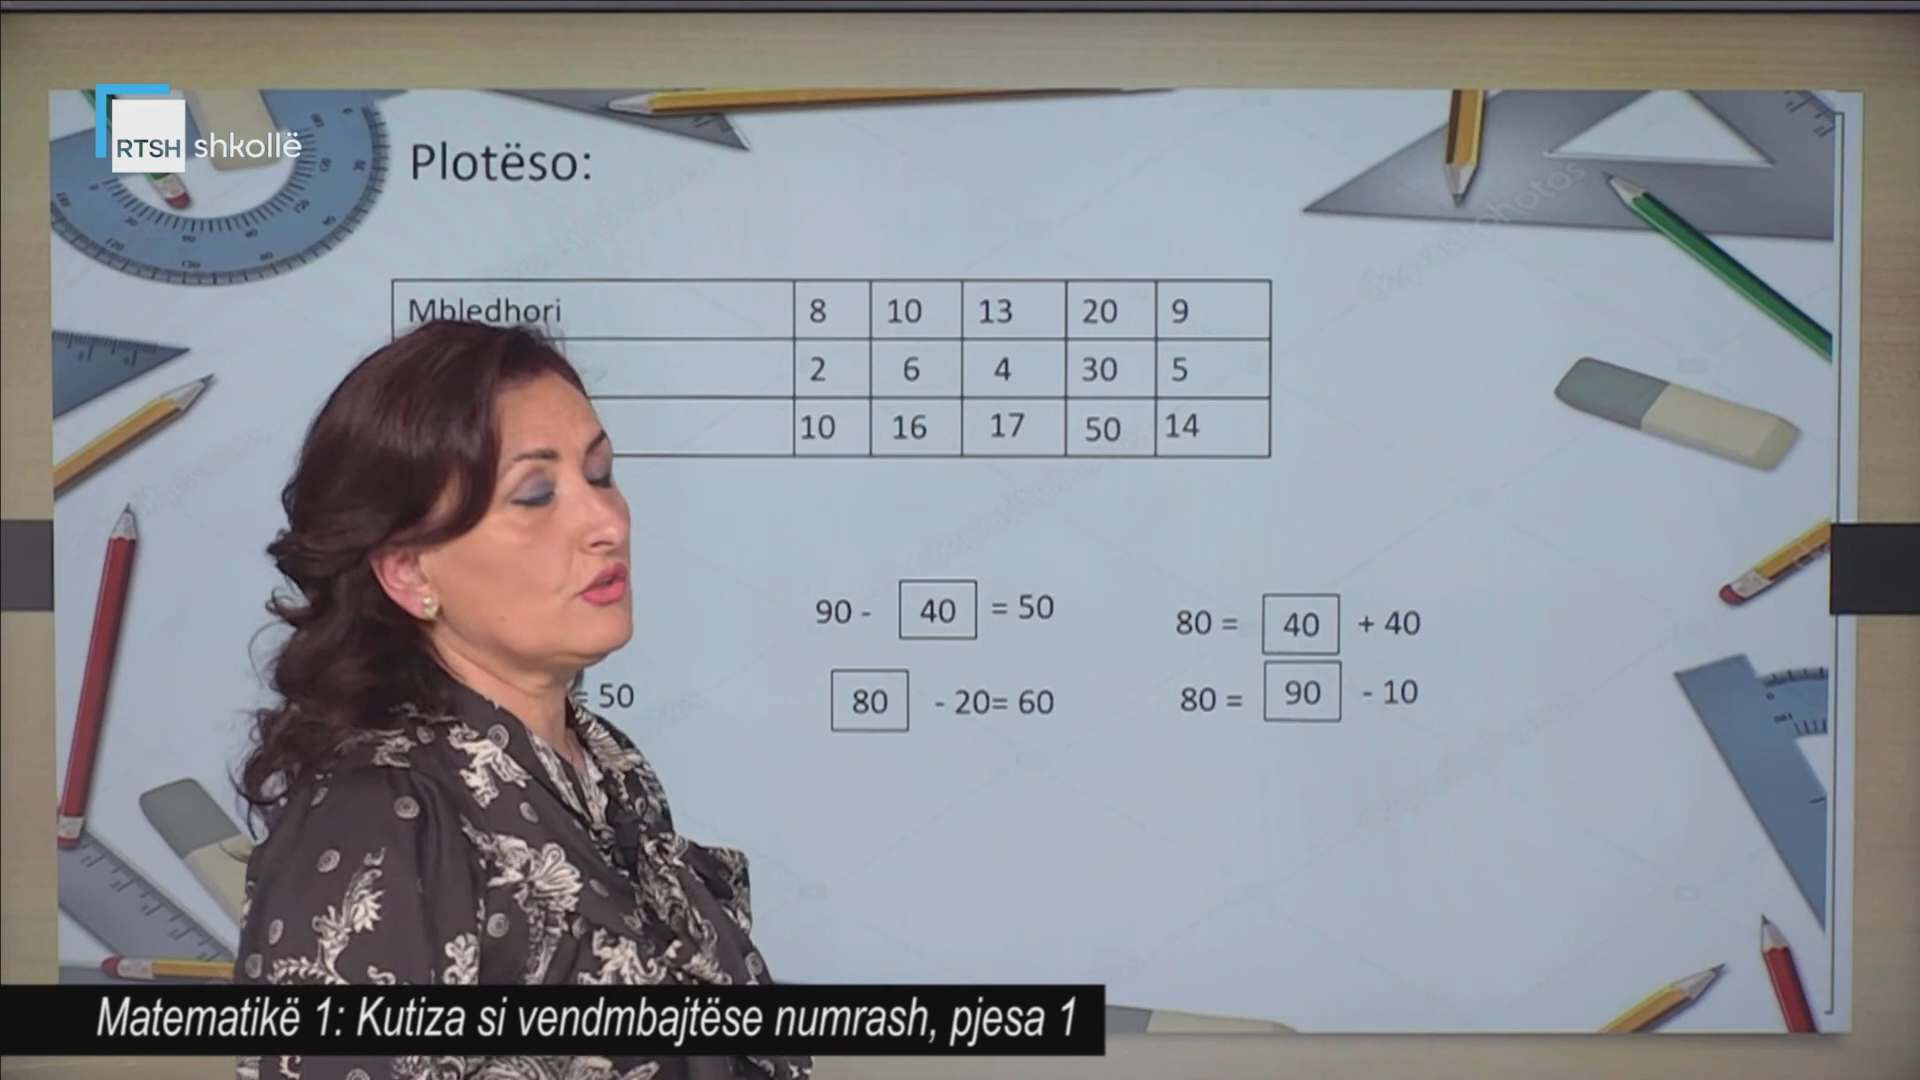 RTSH shkollë
Plotëso:
Mbledhori 8 10 13 20 9
2 6 4 30 5
10 16 17 50 14
90 - 40 = 50
80 = 40 + 40
= 50
80 - 20= 60
80 = 90 - 10
Matematikë 1: Kutiza si vendmbajtëse numrash, pjesa 1